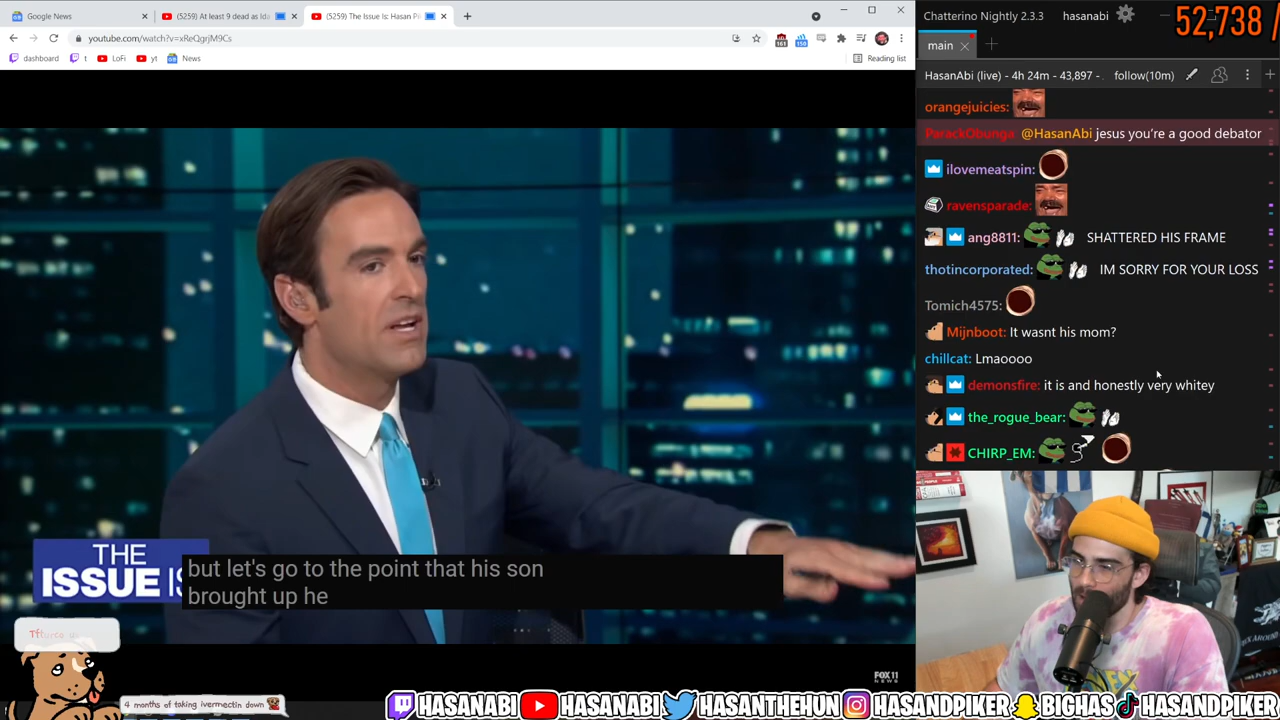 Google News
(5259) At least 9 dead as Ida
(5259) The Issue Is: Hasan Pi
youtube.com/watch?v=xReQgrjM9Cs
161
158
dashboard
t
LoFi
yt
News
Reading list
THE
ISSUE IS
but let's go to the point that his son
brought up he
FOX 11
NEWS
4 months of taking ivermectin down
Chatterino Nightly 2.3.3
hasanabi
52,738 /
main
HasanAbi (live) - 4h 24m - 43,897 -
follow(10m)
orangejuicies:
ParackObunga: @HasanAbi jesus you're a good debator
ilovemeatspin:
ravensparade:
ang8811: SHATTERED HIS FRAME
thotincorporated: IM SORRY FOR YOUR LOSS
Tomich4575:
Mijnboot: It wasnt his mom?
chillcat: Lmaoooo
demonsfire: it is and honestly very whitey
the_rogue_bear:
CHIRP_EM:
HASANABI
HASANABI
HASANTHEHUN
HASANDPIKER
BIGHAS
HASANDPIKER